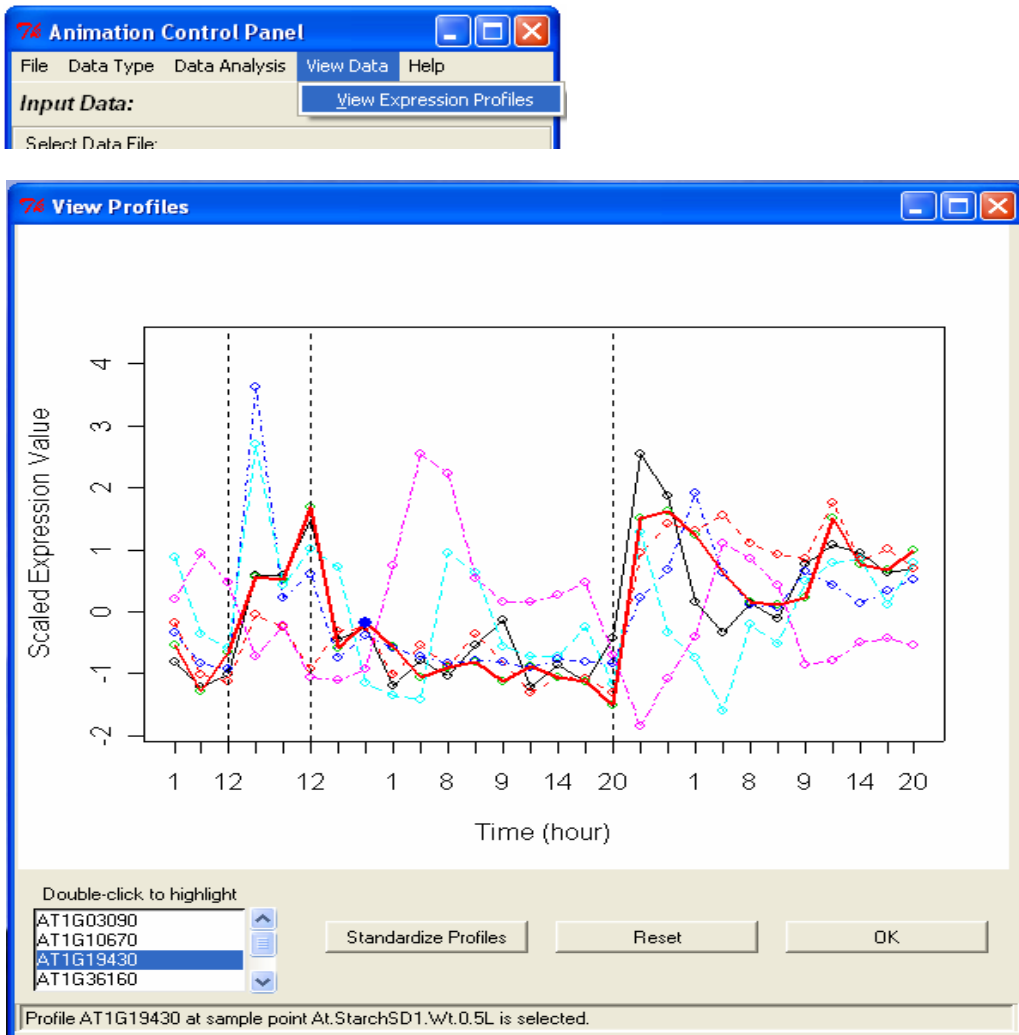 Animation Control Panel
File Data Type Data Analysis View Data Help
Input Data:
View Expression Profiles
Select Data File:
View Profiles
Scaled Expression Value
4
3
2
1
0
-1
-2
1 12 12 1 8 9 14 20 1 8 9 14 20
Time (hour)
Double-click to highlight
AT1G03090
AT1G10670
AT1G19430
AT1G36160
Standardize Profiles Reset OK
Profile AT1G19430 at sample point At.StarchSD1.Wt.0.5L is selected.